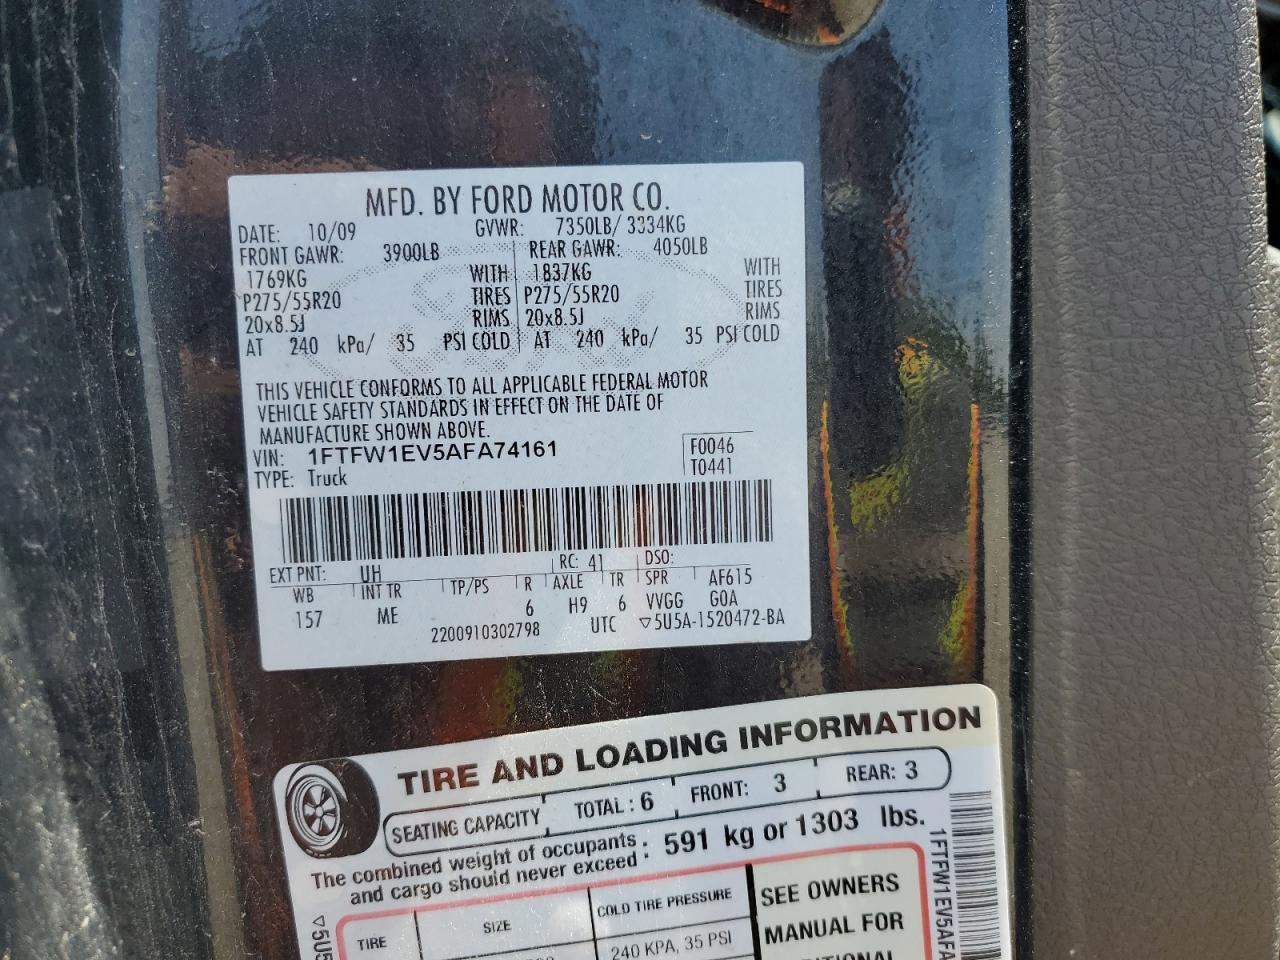 MFD. BY FORD MOTOR CO.
DATE: 10/09 GVWR: 7350LB/ 3334KG
FRONT GAWR: 3900LB REAR GAWR: 4050LB
1769KG WITH 1837KG WITH
P275/55R20 TIRES P275/55R20 TIRES
20x8.5J RIMS 20x8.5J RIMS
AT 240 kPa/ 35 PSI COLD AT 240 kPa/ 35 PSI COLD
THIS VEHICLE CONFORMS TO ALL APPLICABLE FEDERAL MOTOR
VEHICLE SAFETY STANDARDS IN EFFECT ON THE DATE OF
MANUFACTURE SHOWN ABOVE.
VIN: 1FTFW1EV5AFA74161 F0046
TYPE: Truck T0441
EXT PNT: UH RC: 41 DSO:
WB INT TR TP/PS R AXLE TR SPR AF615
157 ME 6 H9 6 VVGG G0A
2200910302798 UTC ▽5U5A-1520472-BA
TIRE AND LOADING INFORMATION
SEATING CAPACITY TOTAL: 6 FRONT: 3 REAR: 3
The combined weight of occupants and cargo should never exceed: 591 kg or 1303 lbs.
TIRE SIZE COLD TIRE PRESSURE SEE OWNERS
240 KPA, 35 PSI MANUAL FOR
▽5U5
1FTFW1EV5AFA